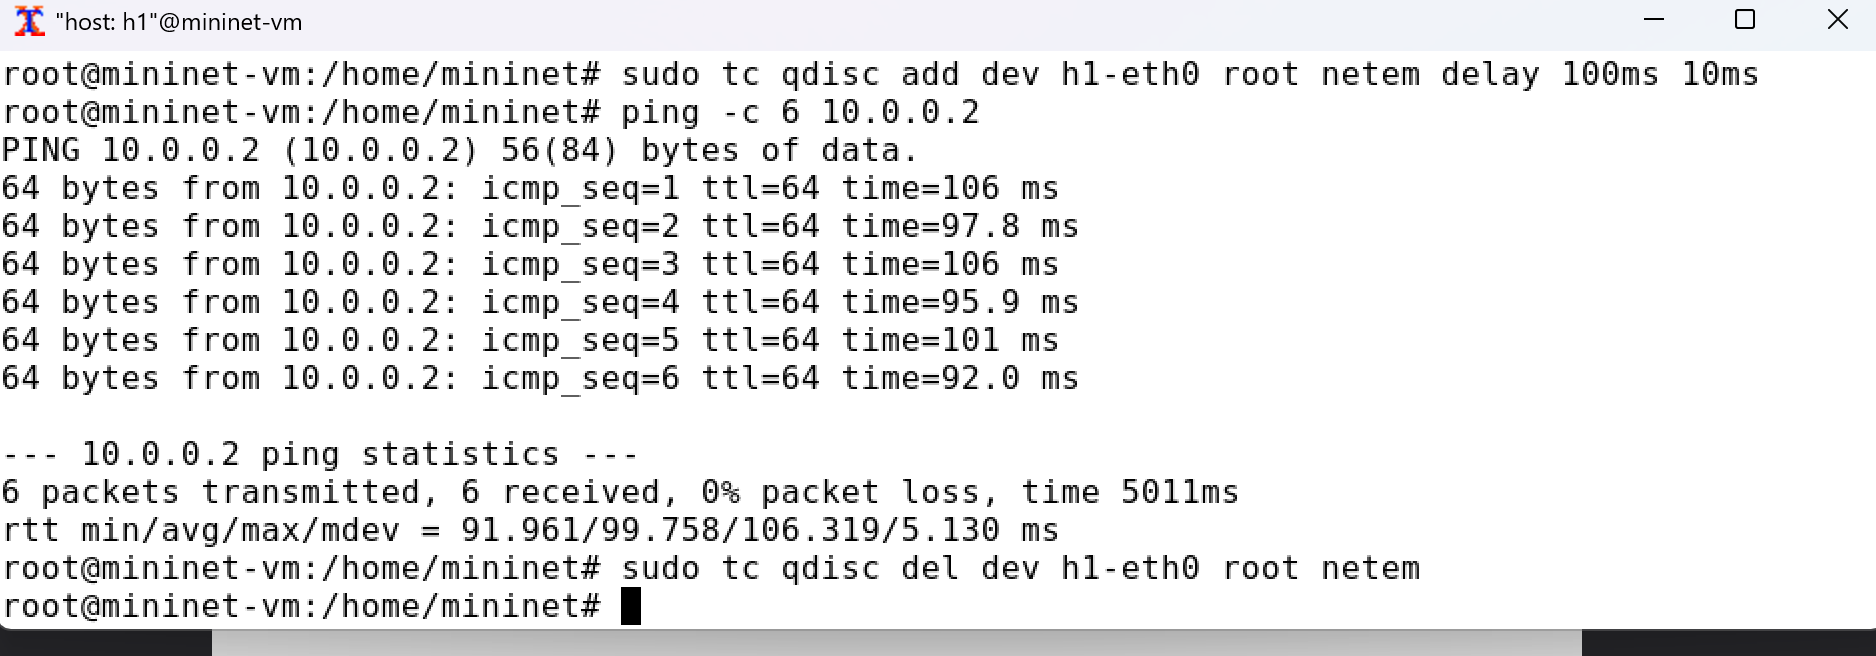 "host: h1"@mininet-vm
root@mininet-vm:/home/mininet# sudo tc qdisc add dev h1-eth0 root netem delay 100ms 10ms
root@mininet-vm:/home/mininet# ping -c 6 10.0.0.2
PING 10.0.0.2 (10.0.0.2) 56(84) bytes of data.
64 bytes from 10.0.0.2: icmp_seq=1 ttl=64 time=106 ms
64 bytes from 10.0.0.2: icmp_seq=2 ttl=64 time=97.8 ms
64 bytes from 10.0.0.2: icmp_seq=3 ttl=64 time=106 ms
64 bytes from 10.0.0.2: icmp_seq=4 ttl=64 time=95.9 ms
64 bytes from 10.0.0.2: icmp_seq=5 ttl=64 time=101 ms
64 bytes from 10.0.0.2: icmp_seq=6 ttl=64 time=92.0 ms
--- 10.0.0.2 ping statistics ---
6 packets transmitted, 6 received, 0% packet loss, time 5011ms
rtt min/avg/max/mdev = 91.961/99.758/106.319/5.130 ms
root@mininet-vm:/home/mininet# sudo tc qdisc del dev h1-eth0 root netem
root@mininet-vm:/home/mininet#